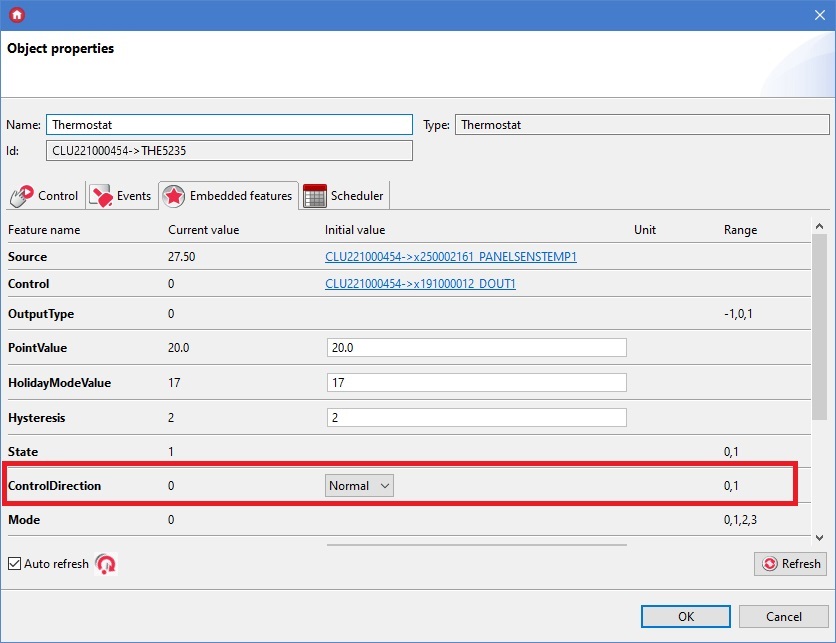 Object properties
Name: Thermostat Type: Thermostat
Id: CLU221000454->THE5235
Control Events Embedded features Scheduler
Feature name Current value Initial value Unit Range
Source 27.50 CLU221000454->x250002161_PANELSENSTEMP1
Control 0 CLU221000454->x191000012_DOUT1
OutputType 0 -1,0,1
PointValue 20.0 20.0
HolidayModeValue 17 17
Hysteresis 2 2
State 1 0,1
ControlDirection 0 Normal 0,1
Mode 0 0,1,2,3
Auto refresh Refresh
OK Cancel